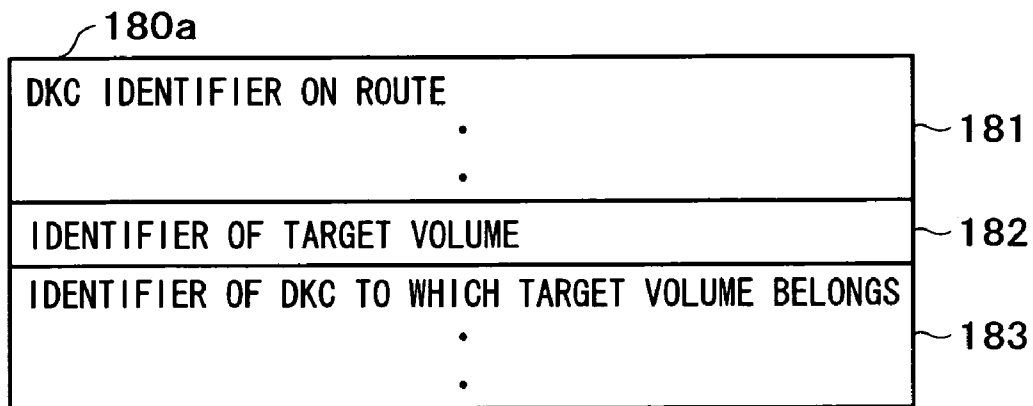 180a
DKC IDENTIFIER ON ROUTE
181
IDENTIFIER OF TARGET VOLUME
182
IDENTIFIER OF DKC TO WHICH TARGET VOLUME BELONGS
183